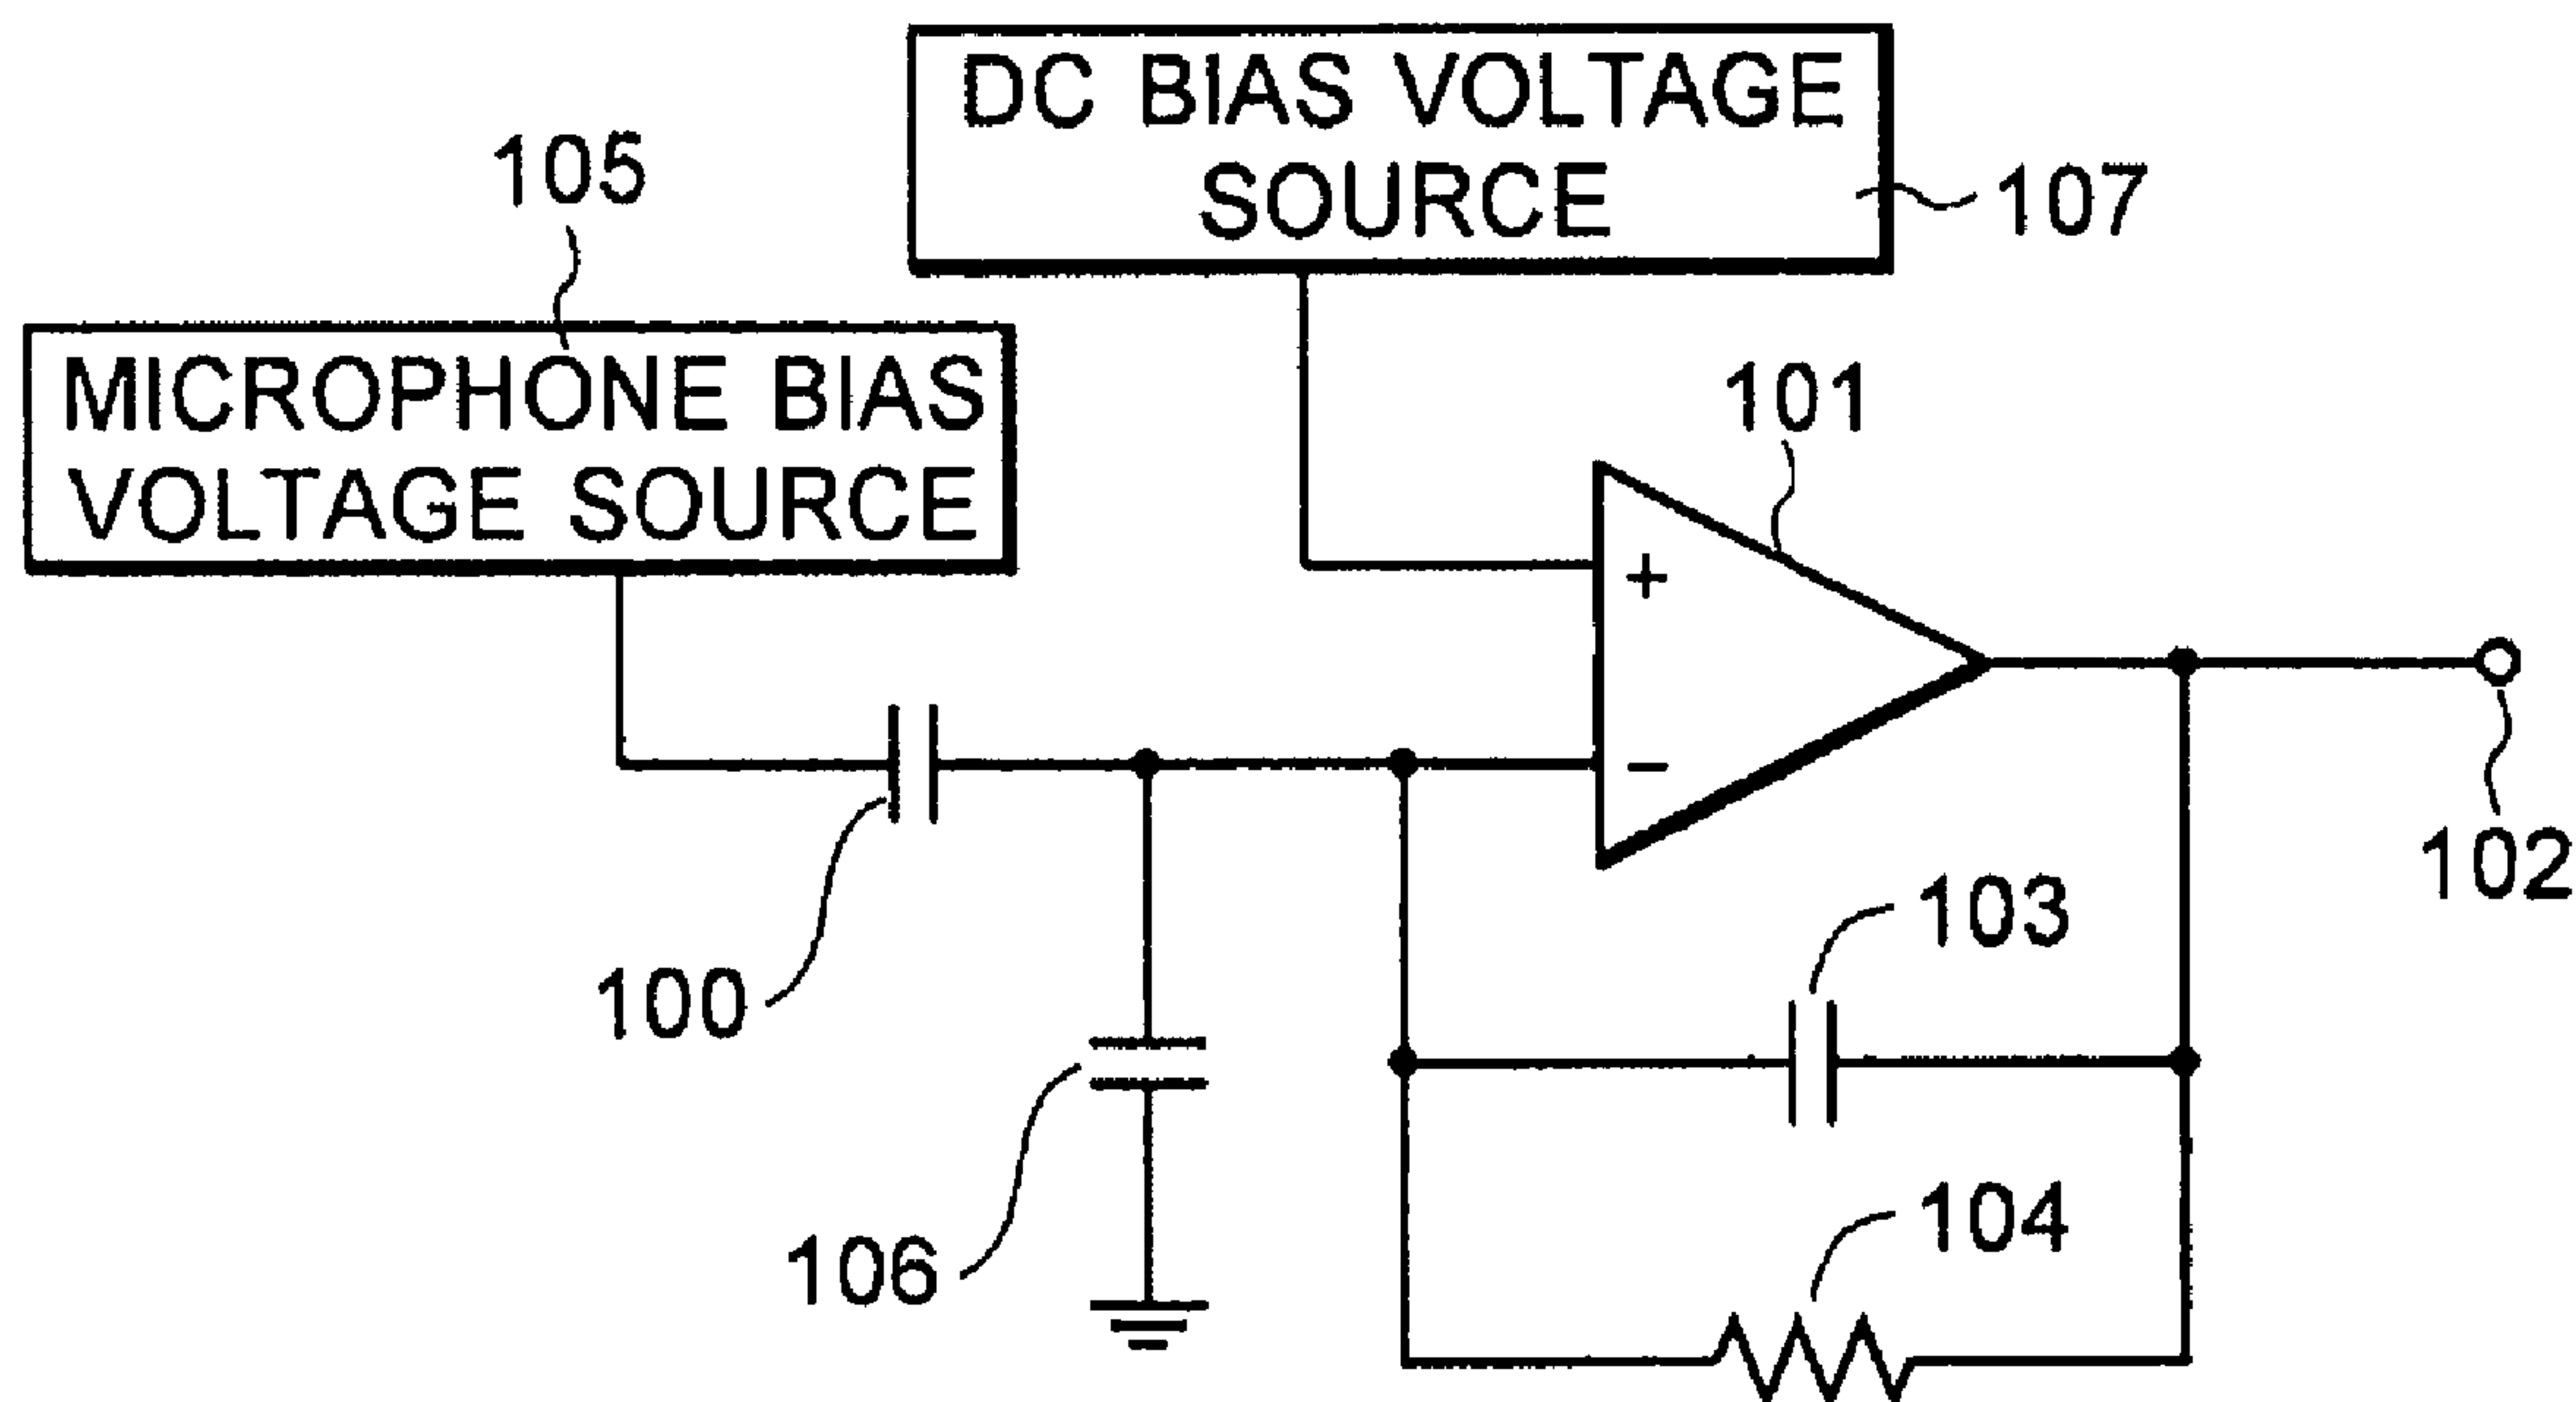 DC BIAS VOLTAGE
SOURCE
107
105
MICROPHONE BIAS
VOLTAGE SOURCE
101
+
−
102
100
103
106
104